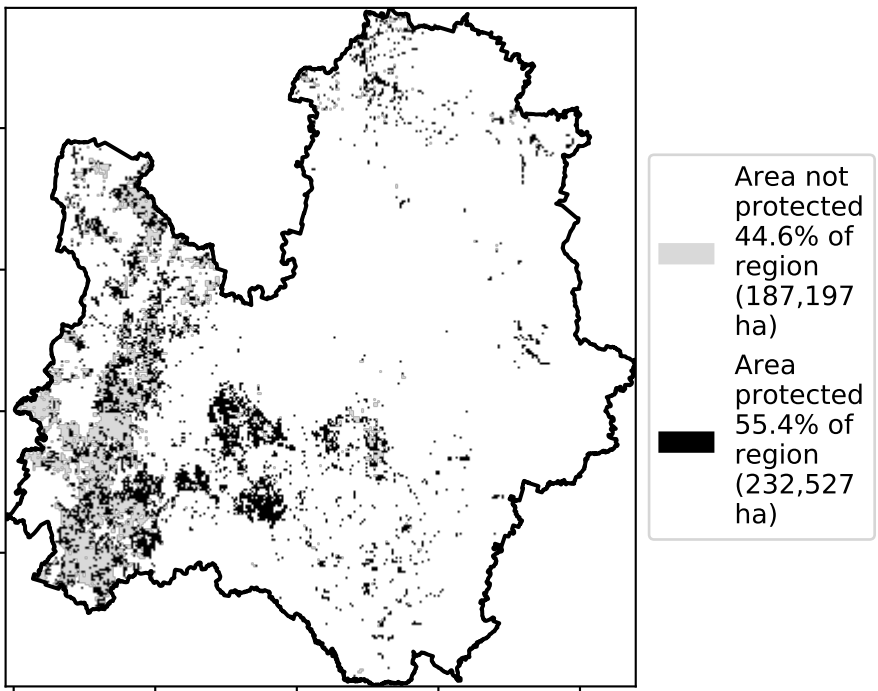 Area not
protected
44.6% of
region
(187,197
ha)
Area
protected
55.4% of
region
(232,527
ha)